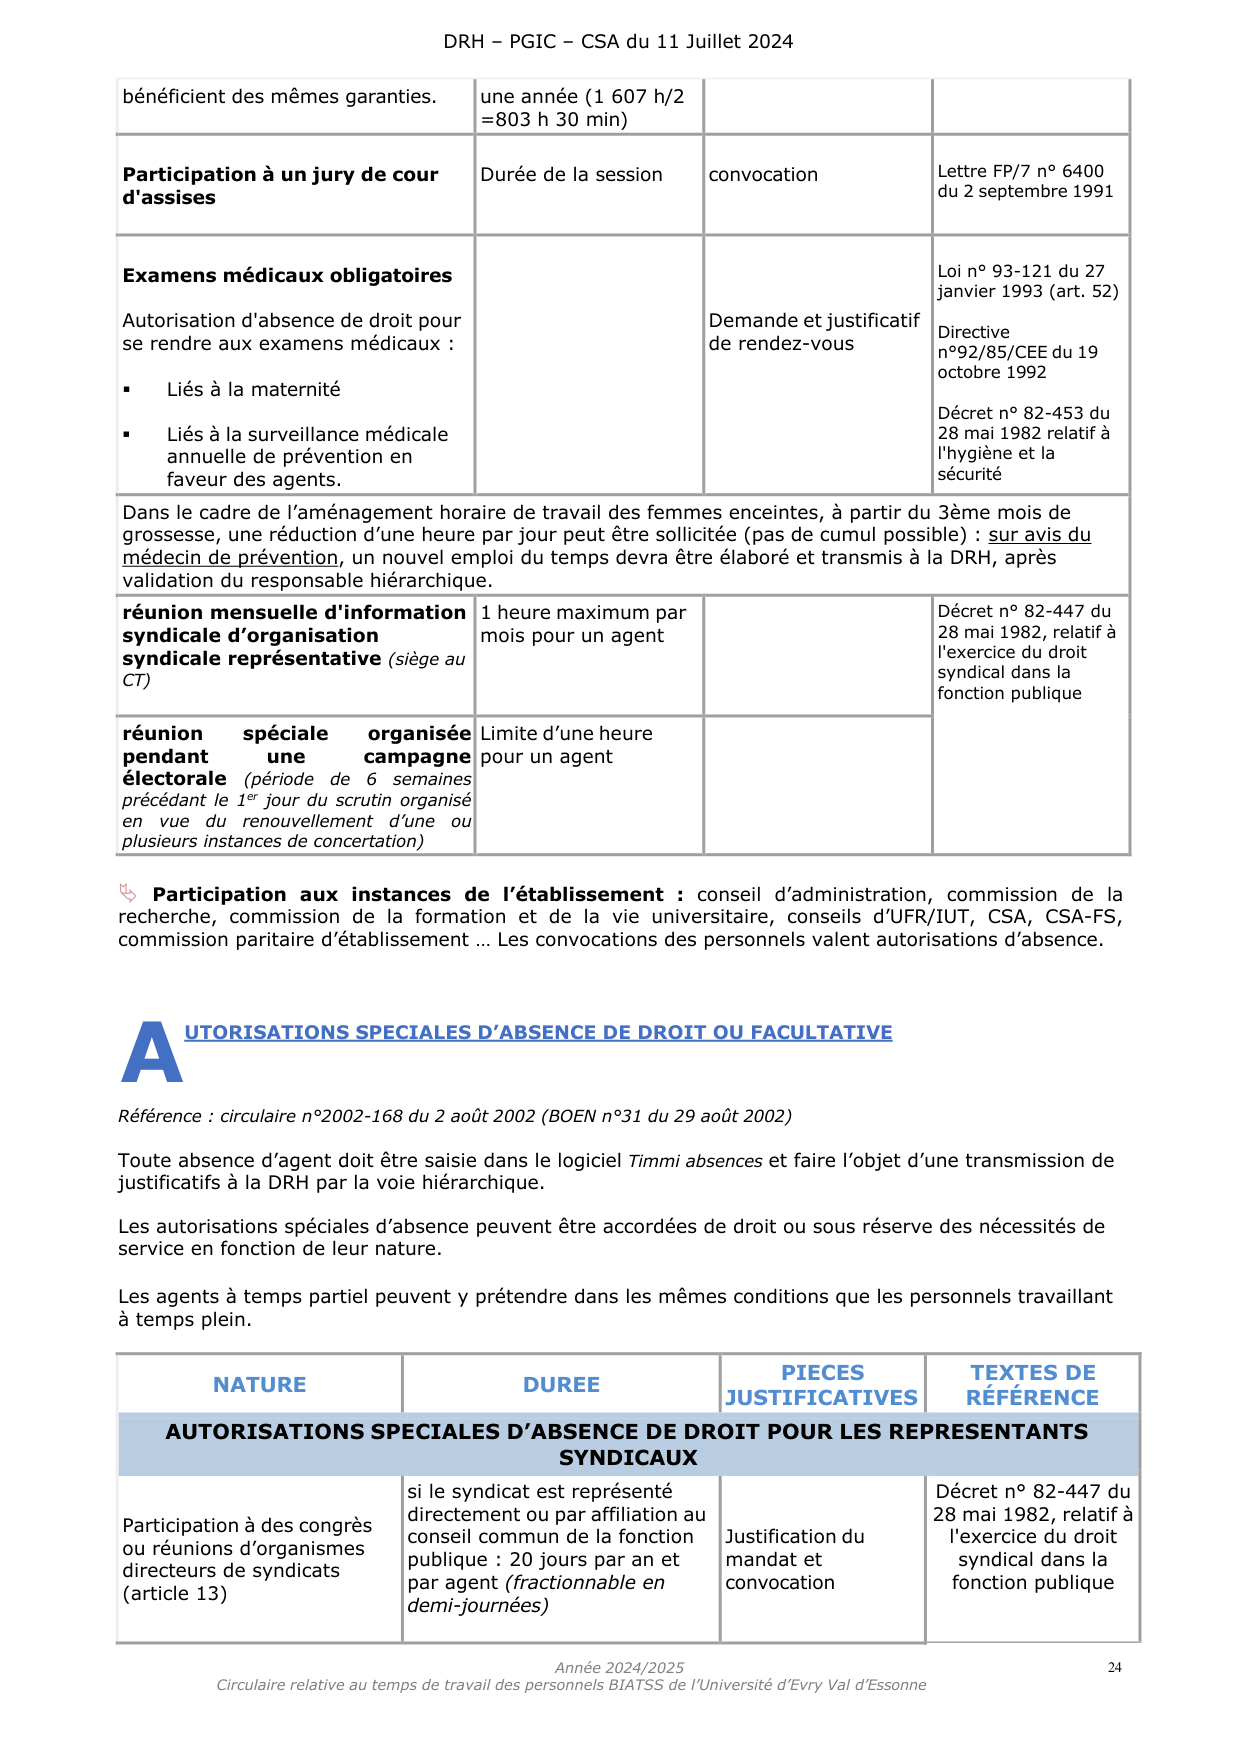 DRH – PGIC – CSA du 11 Juillet 2024
bénéficient des mêmes garanties.
une année (1 607 h/2
=803 h 30 min)
Participation à un jury de cour
d'assises
Durée de la session
convocation
Lettre FP/7 n° 6400
du 2 septembre 1991
Examens médicaux obligatoires
Autorisation d'absence de droit pour
se rendre aux examens médicaux :
▪ Liés à la maternité
▪ Liés à la surveillance médicale
annuelle de prévention en
faveur des agents.
Demande et justificatif
de rendez-vous
Loi n° 93-121 du 27
janvier 1993 (art. 52)
Directive
n°92/85/CEE du 19
octobre 1992
Décret n° 82-453 du
28 mai 1982 relatif à
l'hygiène et la
sécurité
Dans le cadre de l’aménagement horaire de travail des femmes enceintes, à partir du 3ème mois de
grossesse, une réduction d’une heure par jour peut être sollicitée (pas de cumul possible) : sur avis du
médecin de prévention, un nouvel emploi du temps devra être élaboré et transmis à la DRH, après
validation du responsable hiérarchique.
réunion mensuelle d'information
syndicale d’organisation
syndicale représentative (siège au
CT)
1 heure maximum par
mois pour un agent
Décret n° 82-447 du
28 mai 1982, relatif à
l'exercice du droit
syndical dans la
fonction publique
réunion spéciale organisée
pendant une campagne
électorale (période de 6 semaines
précédant le 1er jour du scrutin organisé
en vue du renouvellement d’une ou
plusieurs instances de concertation)
Limite d’une heure
pour un agent
Participation aux instances de l’établissement : conseil d’administration, commission de la
recherche, commission de la formation et de la vie universitaire, conseils d’UFR/IUT, CSA, CSA-FS,
commission paritaire d’établissement … Les convocations des personnels valent autorisations d’absence.
AUTORISATIONS SPECIALES D’ABSENCE DE DROIT OU FACULTATIVE
Référence : circulaire n°2002-168 du 2 août 2002 (BOEN n°31 du 29 août 2002)
Toute absence d’agent doit être saisie dans le logiciel Timmi absences et faire l’objet d’une transmission de
justificatifs à la DRH par la voie hiérarchique.
Les autorisations spéciales d’absence peuvent être accordées de droit ou sous réserve des nécessités de
service en fonction de leur nature.
Les agents à temps partiel peuvent y prétendre dans les mêmes conditions que les personnels travaillant
à temps plein.
NATURE
DUREE
PIECES
JUSTIFICATIVES
TEXTES DE
RÉFÉRENCE
AUTORISATIONS SPECIALES D’ABSENCE DE DROIT POUR LES REPRESENTANTS
SYNDICAUX
Participation à des congrès
ou réunions d’organismes
directeurs de syndicats
(article 13)
si le syndicat est représenté
directement ou par affiliation au
conseil commun de la fonction
publique : 20 jours par an et
par agent (fractionnable en
demi-journées)
Justification du
mandat et
convocation
Décret n° 82-447 du
28 mai 1982, relatif à
l'exercice du droit
syndical dans la
fonction publique
Année 2024/2025
24
Circulaire relative au temps de travail des personnels BIATSS de l’Université d’Evry Val d’Essonne